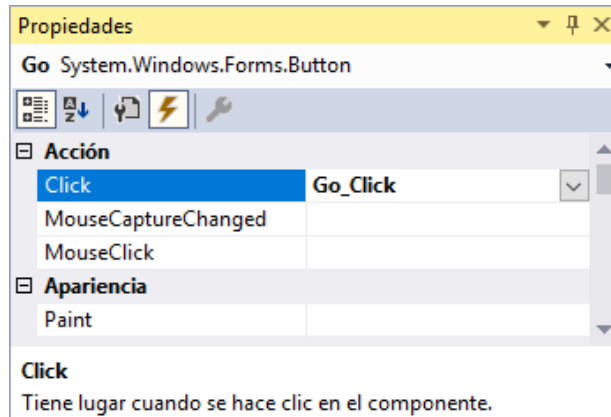 Propiedades
Go System.Windows.Forms.Button
Acción
Click Go_Click
MouseCaptureChanged
MouseClick
Apariencia
Paint
Click
Tiene lugar cuando se hace clic en el componente.